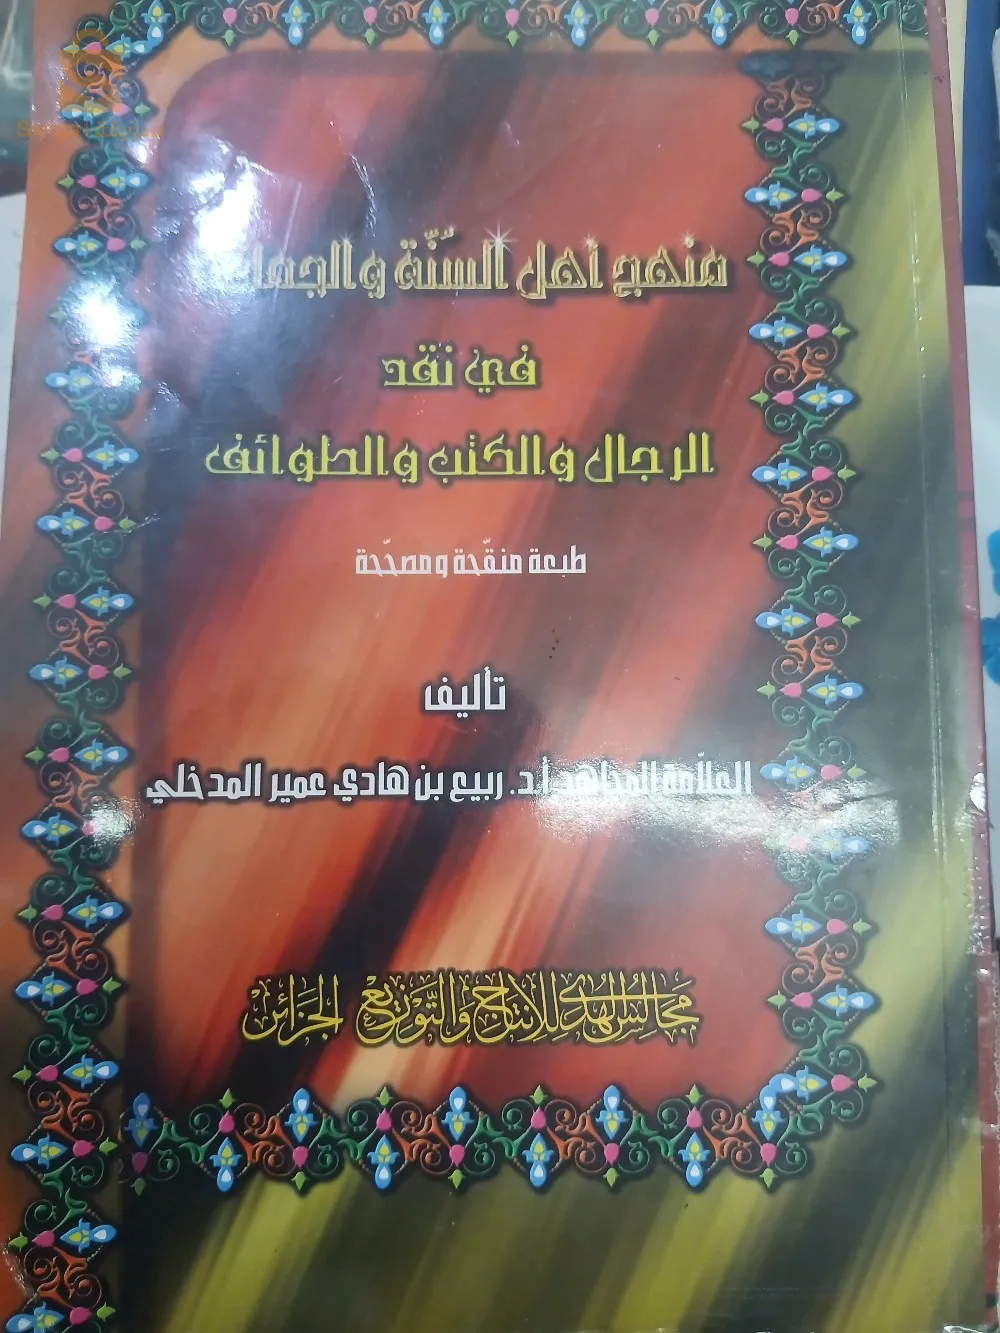 منهج أهل السنّة والجما
في نقد
الرجال والكتب والطوائف
طبعة منقّحة ومصحّحة
تأليف
العلاّمة المجاهد أ.د. ربيع بن هادي عمير المدخلي
مجالس الهدى للإنتاج والتوزيع الجزائر